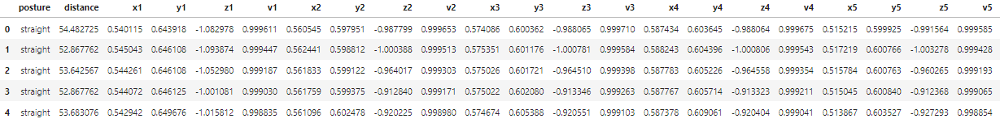 posture distance x1 y1 z1 v1 x2 y2 z2 v2 x3 y3 z3 v3 x4 y4 z4 v4 x5 y5 z5 v5
0 straight 54.482725 0.540115 0.643918 -1.082978 0.999611 0.560545 0.597951 -0.987799 0.999653 0.574086 0.600362 -0.988065 0.999710 0.587434 0.603645 -0.988064 0.999675 0.515215 0.599925 -0.991564 0.999585
1 straight 52.867762 0.545043 0.646108 -1.093874 0.999447 0.562441 0.598812 -1.000388 0.999513 0.575351 0.601176 -1.000781 0.999584 0.588243 0.604396 -1.000806 0.999543 0.517219 0.600766 -1.003278 0.999428
2 straight 53.642567 0.544261 0.646108 -1.052980 0.999187 0.561833 0.599122 -0.964017 0.999303 0.575026 0.601721 -0.964510 0.999398 0.587783 0.605226 -0.964558 0.999354 0.515784 0.600763 -0.960265 0.999193
3 straight 52.867762 0.544072 0.646125 -1.001081 0.999030 0.561759 0.599375 -0.912840 0.999171 0.575022 0.602080 -0.913346 0.999263 0.587767 0.605714 -0.913323 0.999211 0.515045 0.600840 -0.912368 0.999065
4 straight 53.683076 0.542942 0.649676 -1.015812 0.998835 0.561096 0.602478 -0.920225 0.998980 0.574674 0.605388 -0.920551 0.999103 0.587378 0.609061 -0.920404 0.999041 0.513867 0.603527 -0.927293 0.998854